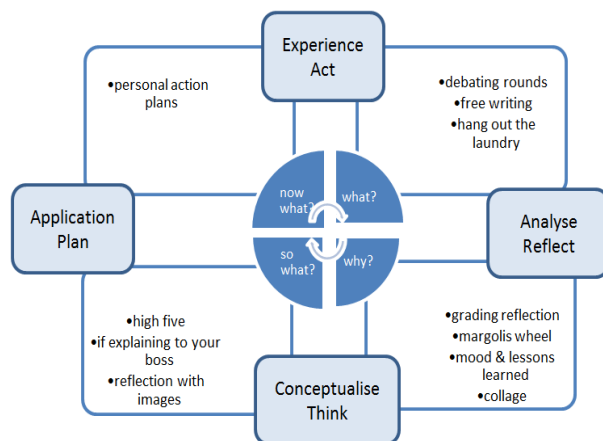 Experience
Act
•personal action
plans
•debating rounds
•free writing
•hang out the
laundry
now
what?
what?
Application
Plan
Analyse
Reflect
so
what?
why?
•high five
•if explaining to your
boss
•reflection with
images
•grading reflection
•margolis wheel
•mood & lessons
learned
•collage
Conceptualise
Think